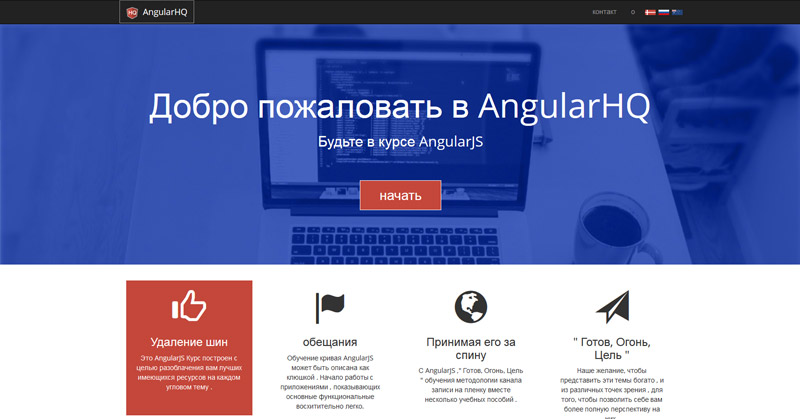 AngularHQ
контакт о
Добро пожаловать в AngularHQ
Будьте в курсе AngularJS
начать
Удаление шин
Это AngularJS Курс построен с
целью разоблачения вам лучших
имеющихся ресурсов на каждом
угловом тему .
обещания
Обучение кривая AngularJS
может быть описана как
клюшкой . Начало работы с
приложениями , показывающих
основные функциональные
восхитительно легко.
Принимая его за
спину
С AngularJS ," Готов, Огонь, Цель
" обучения методологии канала
записи на пленку вместо
несколько учебных пособий .
" Готов, Огонь,
Цель "
Наше желание, чтобы
представить эти темы богато , и
из различных точек зрения , для
того, чтобы позволить себе вам
более полную перспективу на